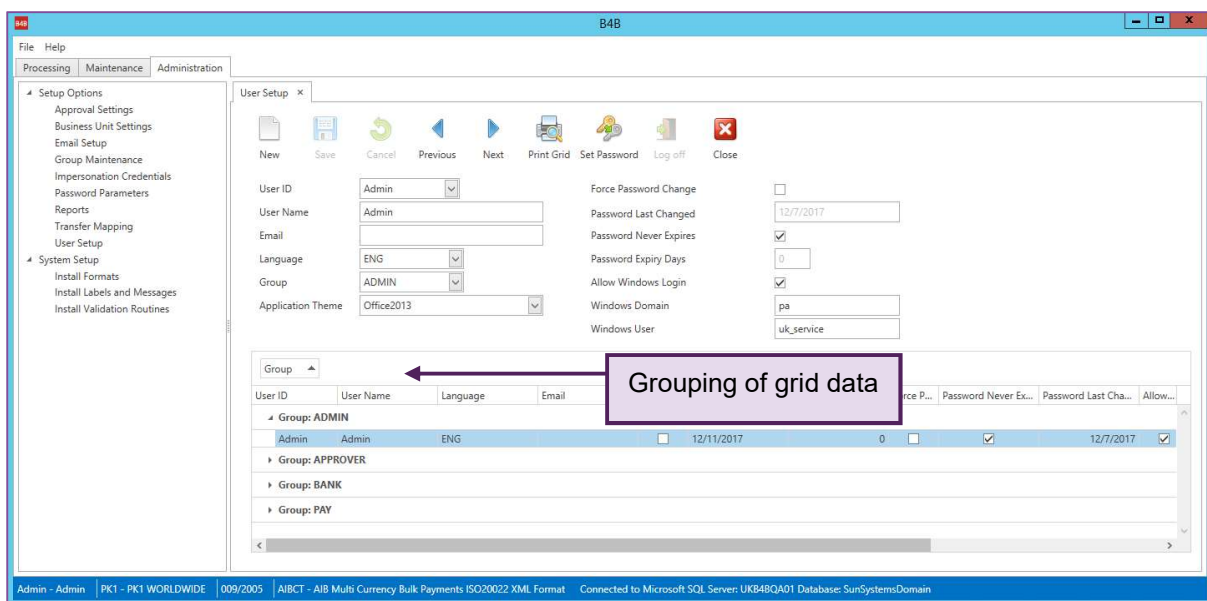 B4B
B4B
File Help
Processing Maintenance Administration
Setup Options
Approval Settings
Business Unit Settings
Email Setup
Group Maintenance
Impersonation Credentials
Password Parameters
Reports
Transfer Mapping
User Setup
System Setup
Install Formats
Install Labels and Messages
Install Validation Routines
User Setup ×
New Save Cancel Previous Next Print Grid Set Password Log off Close
User ID Admin
User Name Admin
Email
Language ENG
Group ADMIN
Application Theme Office2013
Force Password Change
Password Last Changed 12/7/2017
Password Never Expires
Password Expiry Days 0
Allow Windows Login
Windows Domain pa
Windows User uk_service
Group
Grouping of grid data
User ID User Name Language Email rce P... Password Never Ex... Password Last Cha... Allow...
Group: ADMIN
Admin Admin ENG 12/11/2017 0 12/7/2017
Group: APPROVER
Group: BANK
Group: PAY
Admin - Admin PK1 - PK1 WORLDWIDE 009/2005 AIBCT - AIB Multi Currency Bulk Payments ISO20022 XML Format Connected to Microsoft SQL Server: UKB4BQA01 Database: SunSystemsDomain